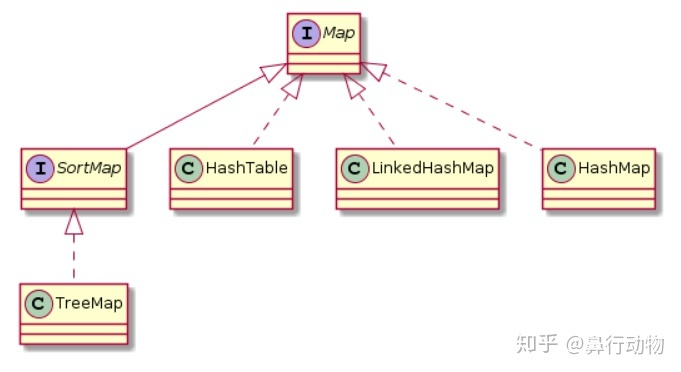 I Map
I SortMap
C HashTable
C LinkedHashMap
C HashMap
C TreeMap
知乎 @鼻行动物